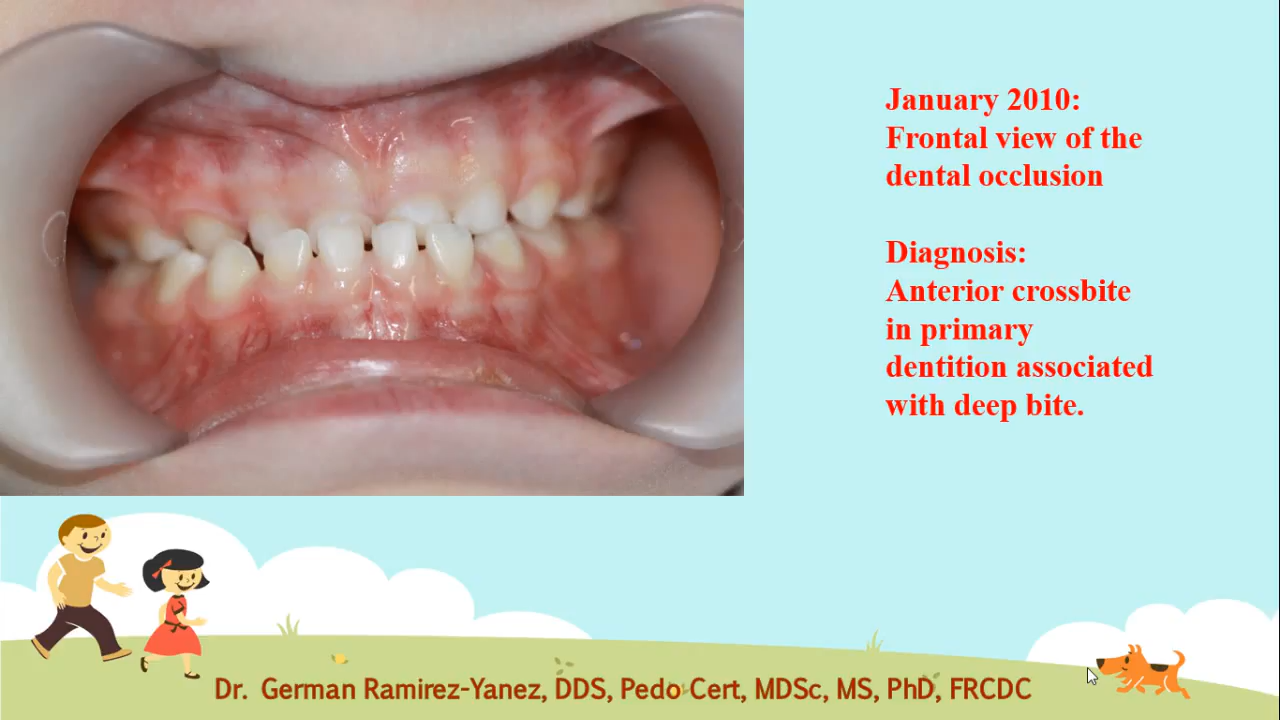 January 2010:
Frontal view of the
dental occlusion
Diagnosis:
Anterior crossbite
in primary
dentition associated
with deep bite.
Dr. German Ramirez-Yanez, DDS, Pedo Cert, MDSc, MS, PhD, FRCDC